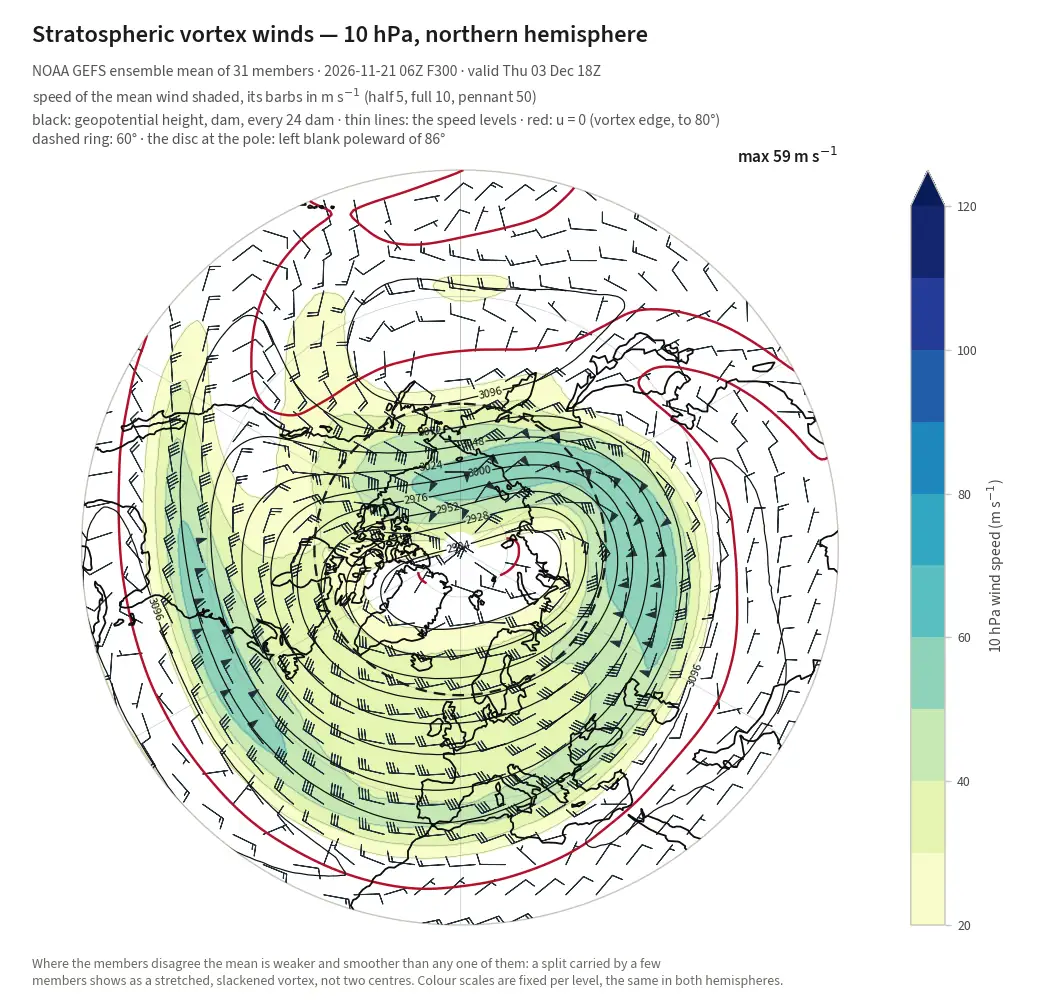 Stratospheric vortex winds — 10 hPa, northern hemisphere
NOAA GEFS ensemble mean of 31 members · 2026-11-21 06Z F300 · valid Thu 03 Dec 18Z
speed of the mean wind shaded, its barbs in m s⁻¹ (half 5, full 10, pennant 50)
black: geopotential height, dam, every 24 dam · thin lines: the speed levels · red: u = 0 (vortex edge, to 80°)
dashed ring: 60° · the disc at the pole: left blank poleward of 86°
max 59 m s⁻¹
120
100
80
60
40
20
10 hPa wind speed (m s⁻¹)
3096
3024
3000
2976
2952
2928
3096
3096
Where the members disagree the mean is weaker and smoother than any one of them: a split carried by a few
members shows as a stretched, slackened vortex, not two centres. Colour scales are fixed per level, the same in both hemispheres.